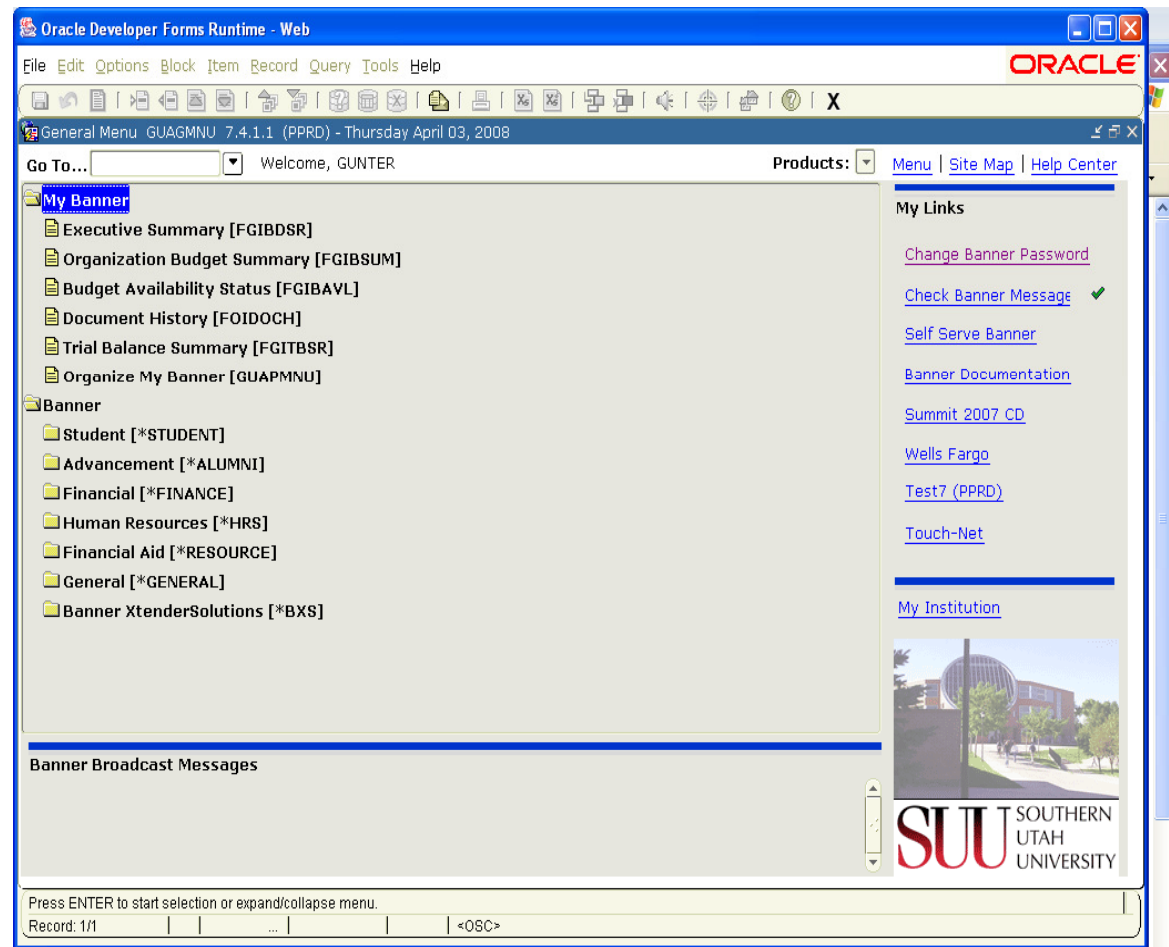 Oracle Developer Forms Runtime - Web
File Edit Options Block Item Record Query Tools Help
ORACLE
X
General Menu GUAGMNU 7.4.1.1 (PPRD) - Thursday April 03, 2008
Go To... Welcome, GUNTER Products: Menu | Site Map | Help Center
My Banner
Executive Summary [FGIBDSR]
Organization Budget Summary [FGIBSUM]
Budget Availability Status [FGIBAVL]
Document History [FOIDOCH]
Trial Balance Summary [FGITBSR]
Organize My Banner [GUAPMNU]
Banner
Student [*STUDENT]
Advancement [*ALUMNI]
Financial [*FINANCE]
Human Resources [*HRS]
Financial Aid [*RESOURCE]
General [*GENERAL]
Banner XtenderSolutions [*BXS]
My Links
Change Banner Password
Check Banner Message
Self Serve Banner
Banner Documentation
Summit 2007 CD
Wells Fargo
Test7 (PPRD)
Touch-Net
My Institution
SUU SOUTHERN
UTAH
UNIVERSITY
Banner Broadcast Messages
Press ENTER to start selection or expand/collapse menu.
Record: 1/1 ... <OSC>